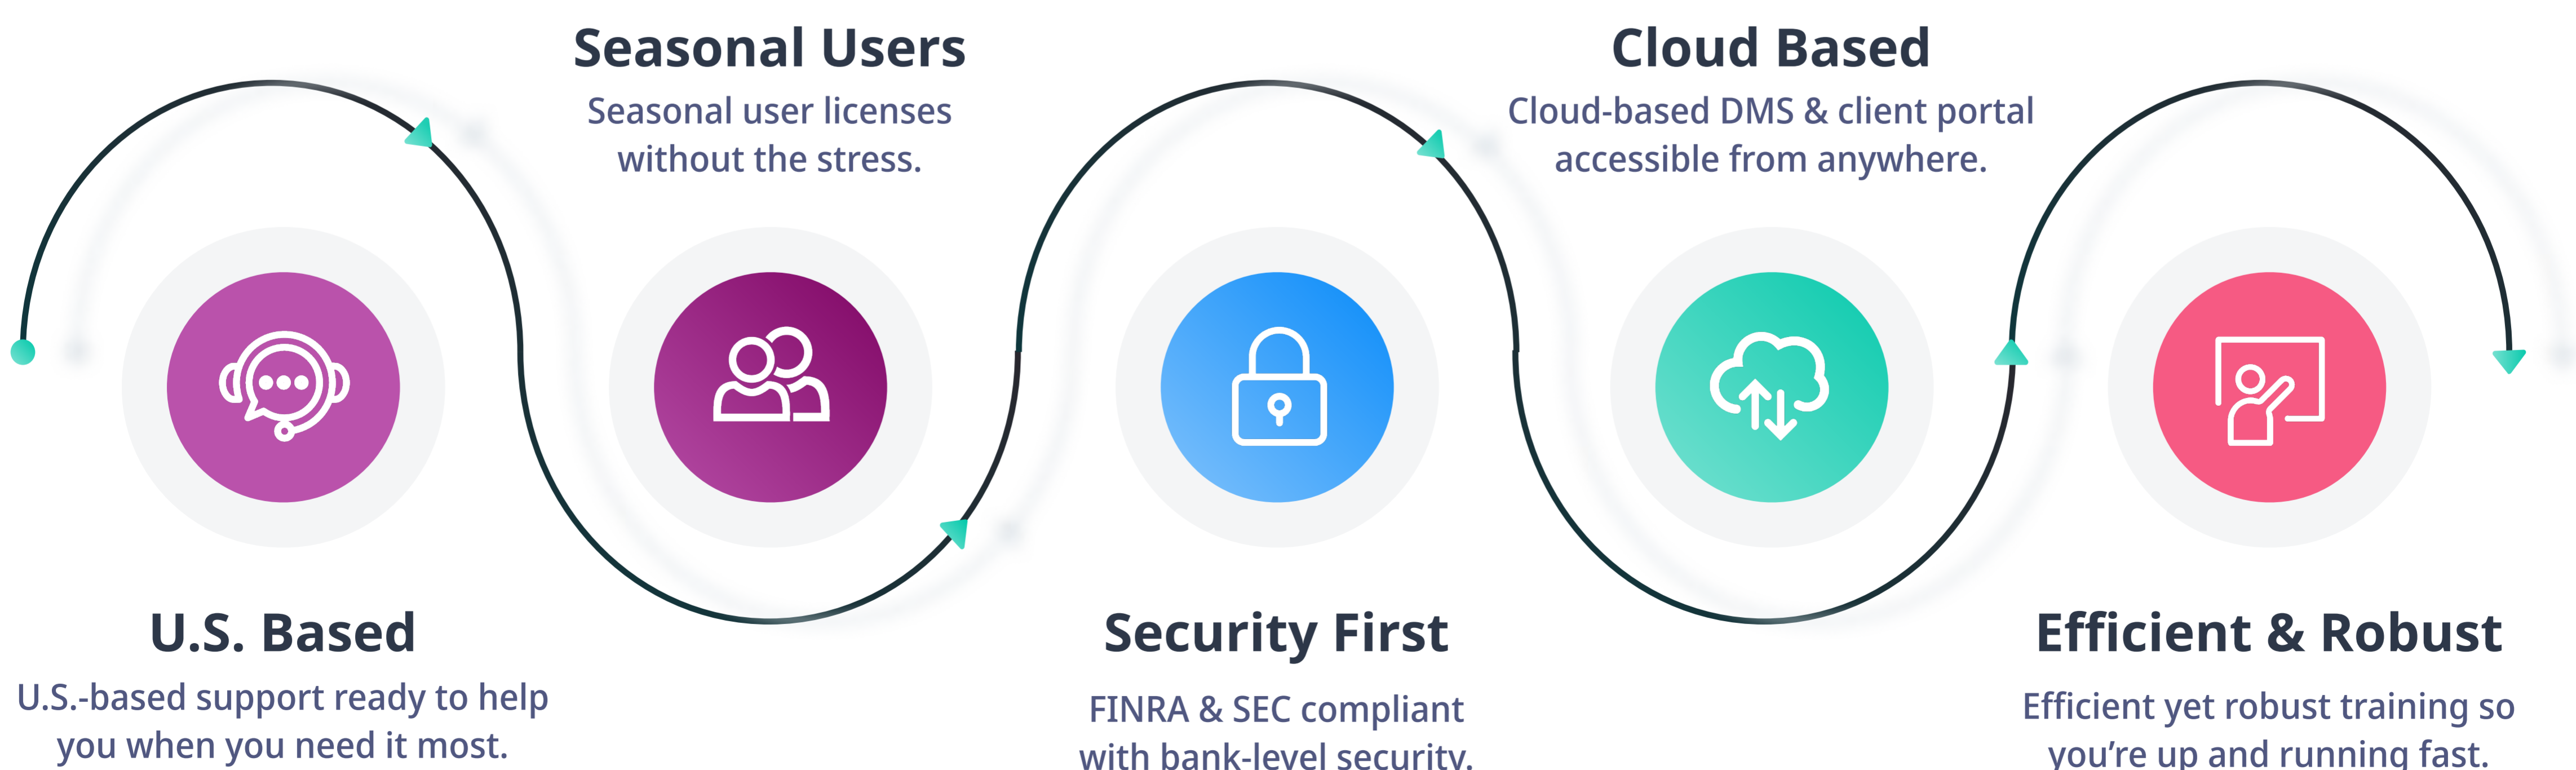 U.S. Based
U.S.-based support ready to help
you when you need it most.
Seasonal Users
Seasonal user licenses
without the stress.
Security First
FINRA & SEC compliant
with bank-level security.
Cloud Based
Cloud-based DMS & client portal
accessible from anywhere.
Efficient & Robust
Efficient yet robust training so
you’re up and running fast.